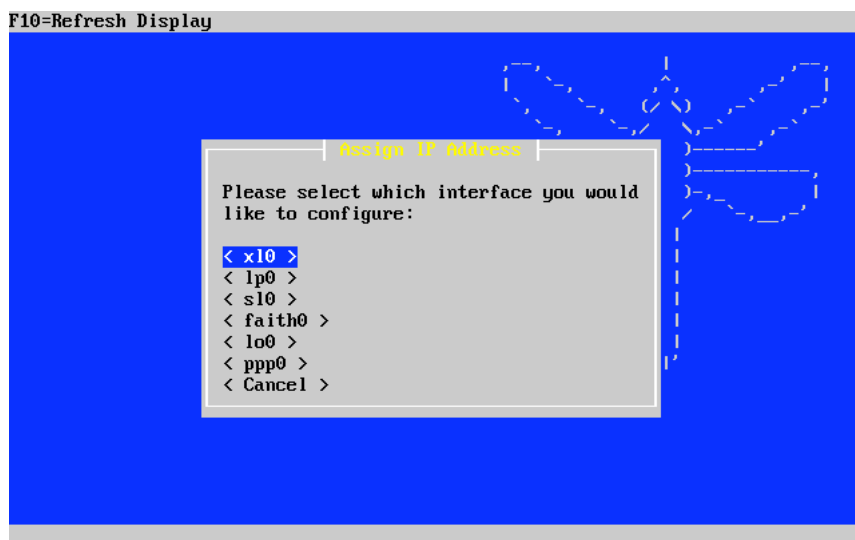 F10=Refresh Display
Assign IP Address
Please select which interface you would
like to configure:
< xl0 >
< lp0 >
< sl0 >
< faith0 >
< lo0 >
< ppp0 >
< Cancel >